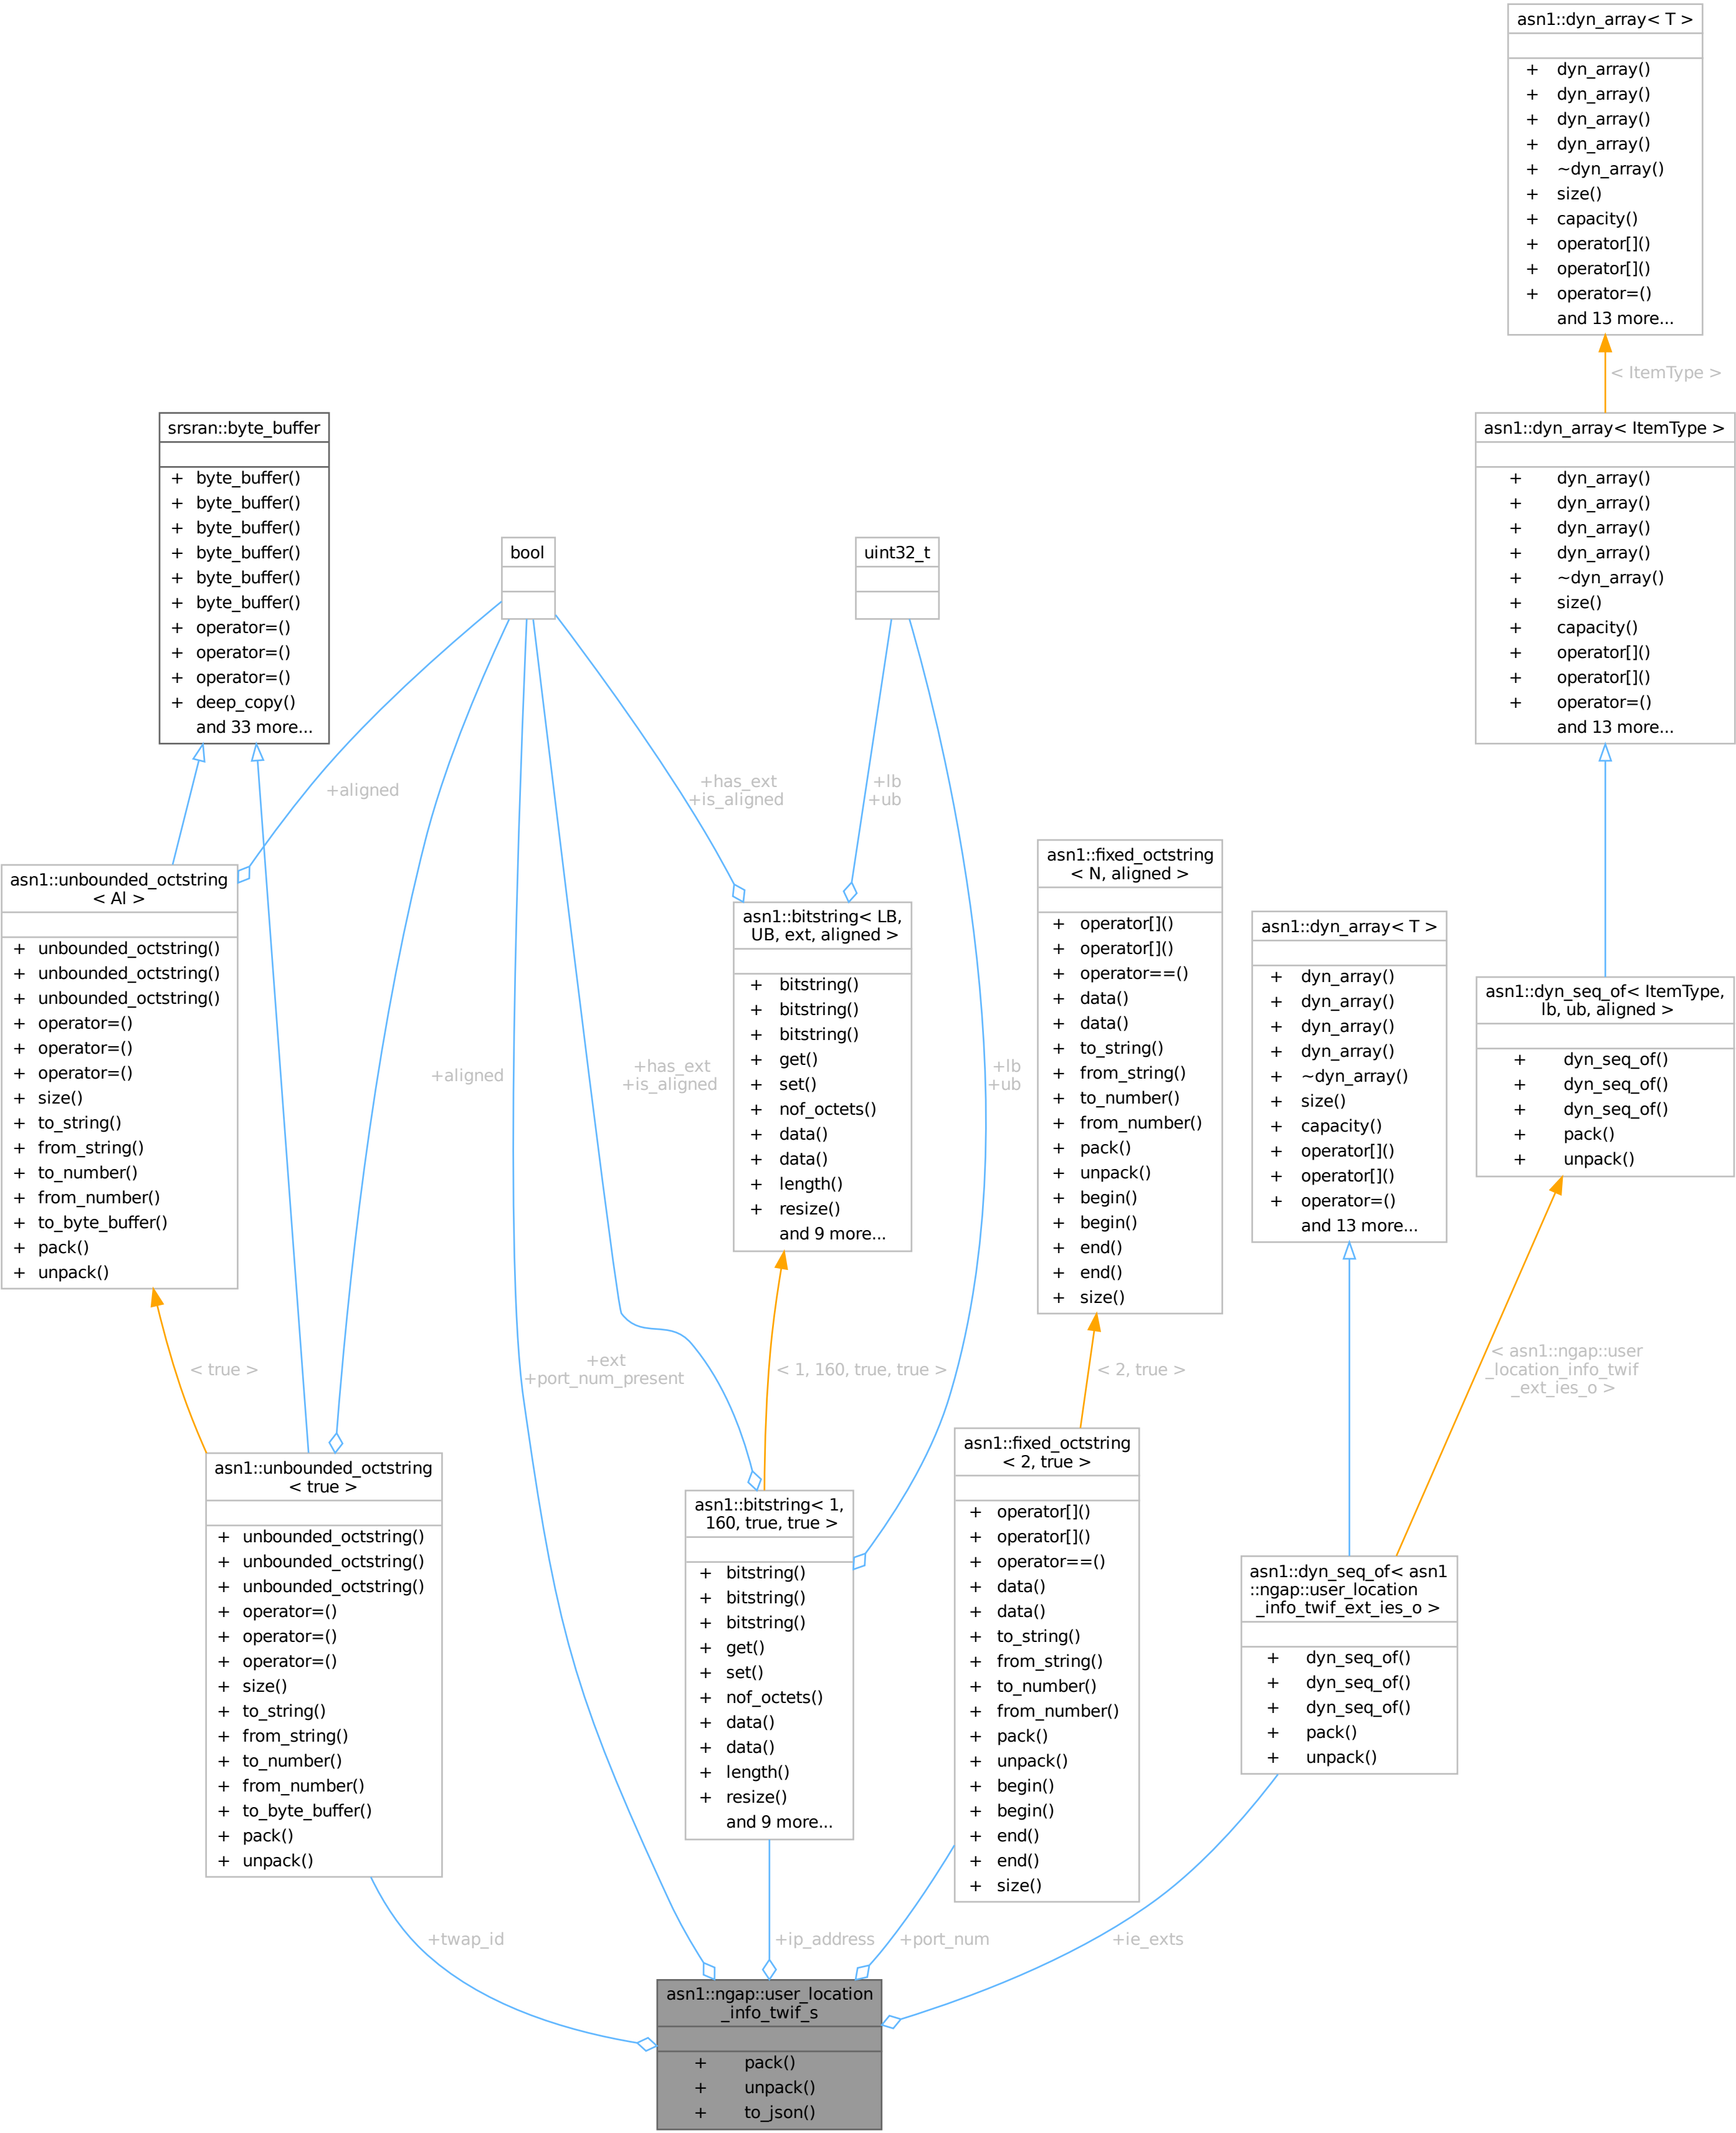 asn1::dyn_array< T >
+ dyn_array()
+ dyn_array()
+ dyn_array()
+ dyn_array()
+ ~dyn_array()
+ size()
+ capacity()
+ operator[]()
+ operator[]()
+ operator=()
and 13 more...
< ItemType >
srsran::byte_buffer
+ byte_buffer()
+ byte_buffer()
+ byte_buffer()
+ byte_buffer()
+ byte_buffer()
+ byte_buffer()
+ operator=()
+ operator=()
+ operator=()
+ deep_copy()
and 33 more...
asn1::dyn_array< ItemType >
+ dyn_array()
+ dyn_array()
+ dyn_array()
+ dyn_array()
+ ~dyn_array()
+ size()
+ capacity()
+ operator[]()
+ operator[]()
+ operator=()
and 13 more...
bool
uint32_t
+aligned
+has_ext
+is_aligned
+lb
+ub
asn1::unbounded_octstring
< Al >
+ unbounded_octstring()
+ unbounded_octstring()
+ unbounded_octstring()
+ operator=()
+ operator=()
+ operator=()
+ size()
+ to_string()
+ from_string()
+ to_number()
+ from_number()
+ to_byte_buffer()
+ pack()
+ unpack()
+aligned
+has_ext
+is_aligned
asn1::bitstring< LB,
UB, ext, aligned >
+ bitstring()
+ bitstring()
+ bitstring()
+ get()
+ set()
+ nof_octets()
+ data()
+ data()
+ length()
+ resize()
and 9 more...
+lb
+ub
asn1::fixed_octstring
< N, aligned >
+ operator[]()
+ operator[]()
+ operator==()
+ data()
+ data()
+ to_string()
+ from_string()
+ to_number()
+ from_number()
+ pack()
+ unpack()
+ begin()
+ begin()
+ end()
+ end()
+ size()
asn1::dyn_array< T >
+ dyn_array()
+ dyn_array()
+ dyn_array()
+ dyn_array()
+ ~dyn_array()
+ size()
+ capacity()
+ operator[]()
+ operator[]()
+ operator=()
and 13 more...
asn1::dyn_seq_of< ItemType,
lb, ub, aligned >
+ dyn_seq_of()
+ dyn_seq_of()
+ dyn_seq_of()
+ pack()
+ unpack()
< true >
+ext
+port_num_present
< 1, 160, true, true >
< 2, true >
< asn1::ngap::user
_location_info_twif
_ext_ies_o >
asn1::unbounded_octstring
< true >
+ unbounded_octstring()
+ unbounded_octstring()
+ unbounded_octstring()
+ operator=()
+ operator=()
+ operator=()
+ size()
+ to_string()
+ from_string()
+ to_number()
+ from_number()
+ to_byte_buffer()
+ pack()
+ unpack()
asn1::bitstring< 1,
160, true, true >
+ bitstring()
+ bitstring()
+ bitstring()
+ get()
+ set()
+ nof_octets()
+ data()
+ data()
+ length()
+ resize()
and 9 more...
asn1::fixed_octstring
< 2, true >
+ operator[]()
+ operator[]()
+ operator==()
+ data()
+ data()
+ to_string()
+ from_string()
+ to_number()
+ from_number()
+ pack()
+ unpack()
+ begin()
+ begin()
+ end()
+ end()
+ size()
asn1::dyn_seq_of< asn1
::ngap::user_location
_info_twif_ext_ies_o >
+ dyn_seq_of()
+ dyn_seq_of()
+ dyn_seq_of()
+ pack()
+ unpack()
+twap_id
+ip_address
+port_num
+ie_exts
asn1::ngap::user_location
_info_twif_s
+ pack()
+ unpack()
+ to_json()